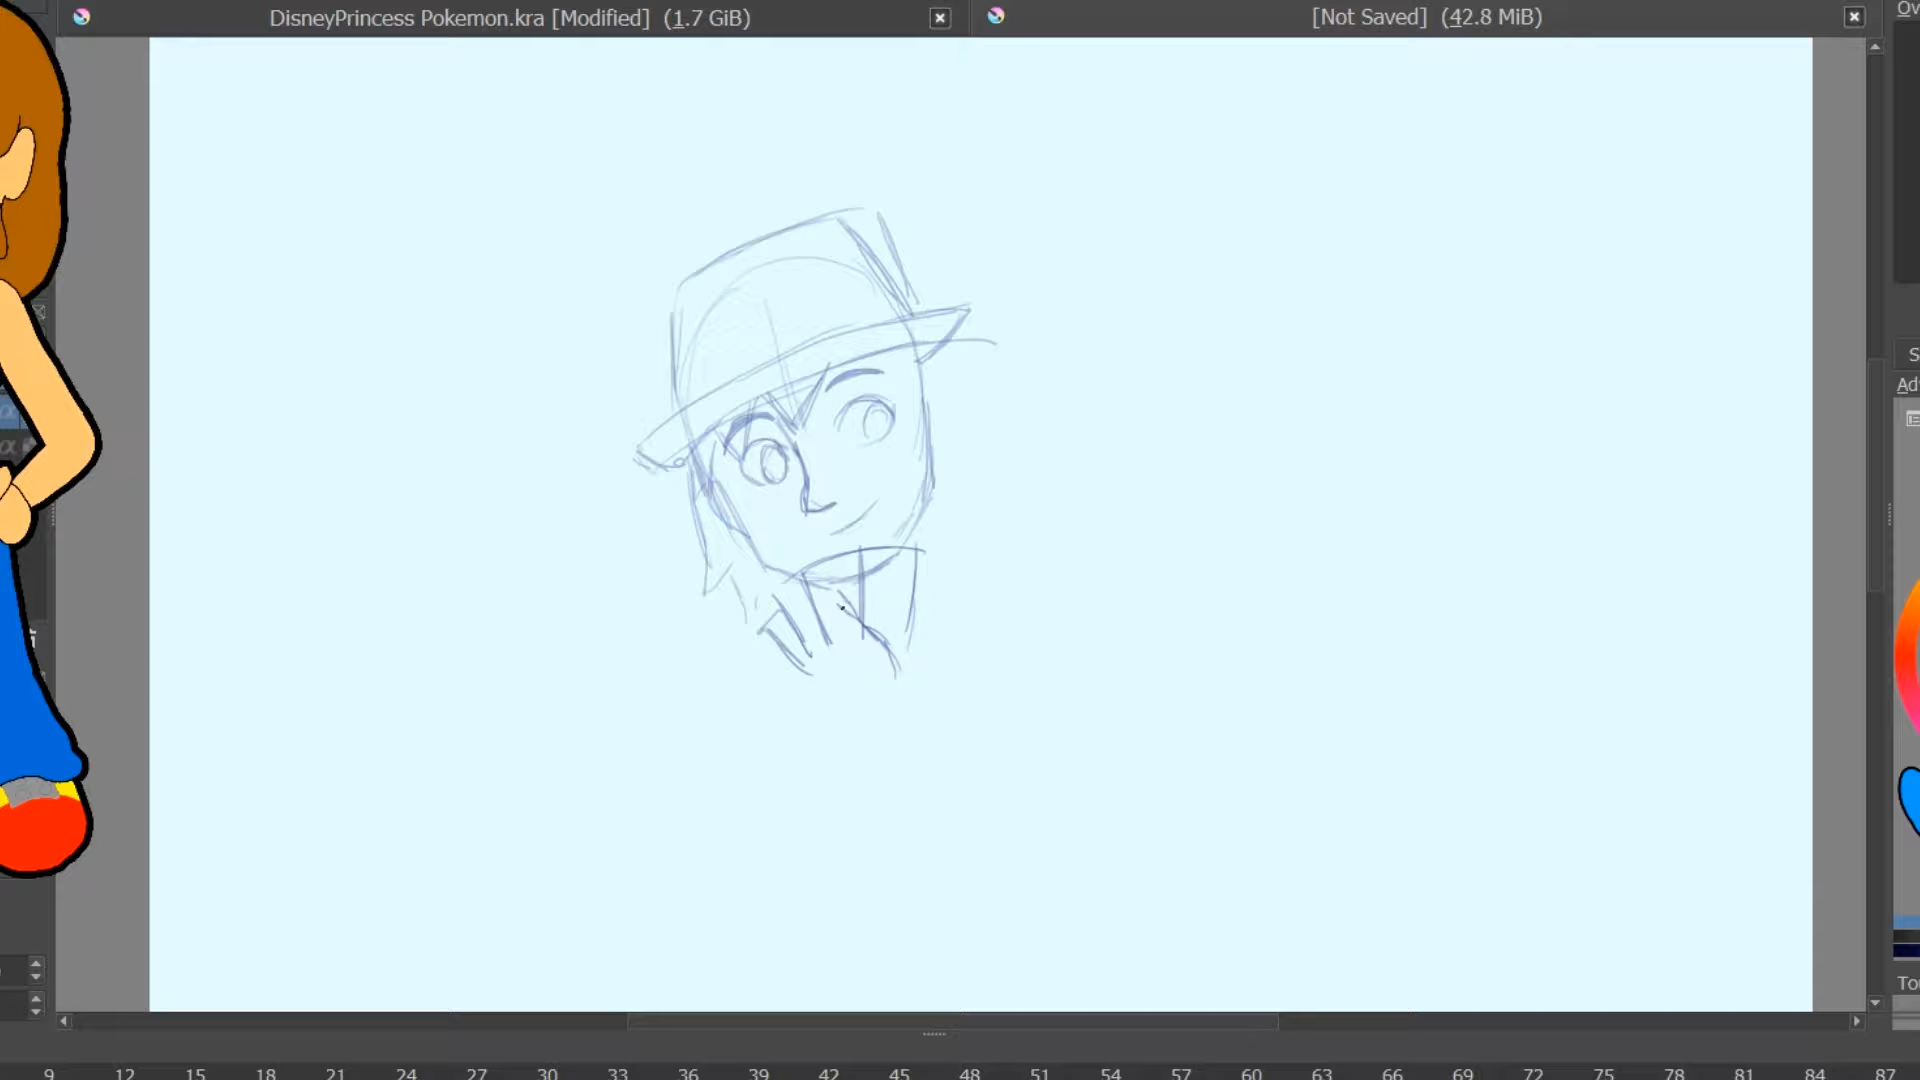 DisneyPrincess Pokemon.kra [Modified] (1.7 GiB)
[Not Saved] (42.8 MiB)
9 12 15 18 21 24 27 30 33 36 39 42 45 48 51 54 57 60 63 66 69 72 75 78 81 84 87